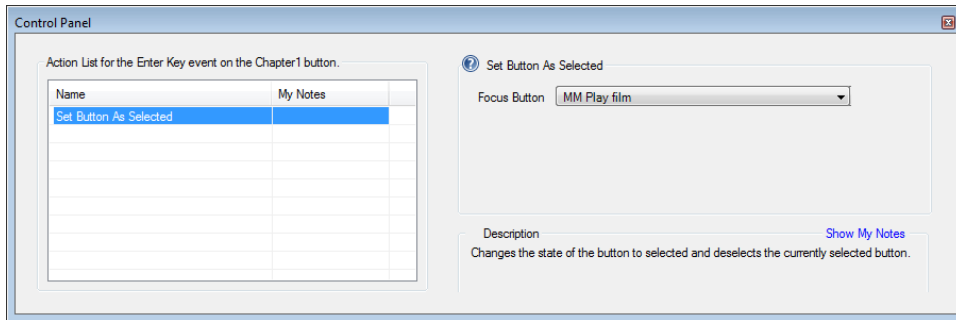 Control Panel
Action List for the Enter Key event on the Chapter1 button.
Name My Notes
Set Button As Selected
Set Button As Selected
Focus Button MM Play film
Description Show My Notes
Changes the state of the button to selected and deselects the currently selected button.